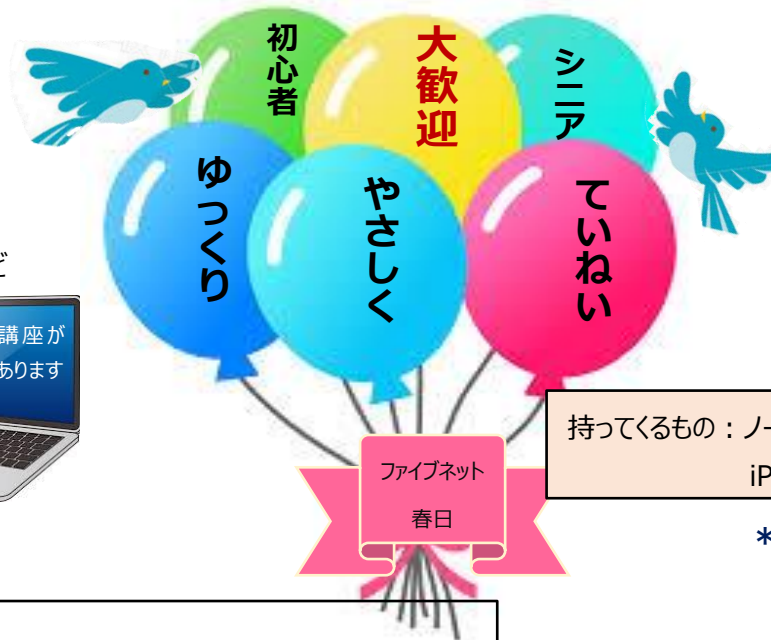 初心者
大歓迎
シニア
ゆっくり
やさしく
ていねい
ど
講座が
あります
ファイブネット
春日
持ってくるもの：ノー
iP
*